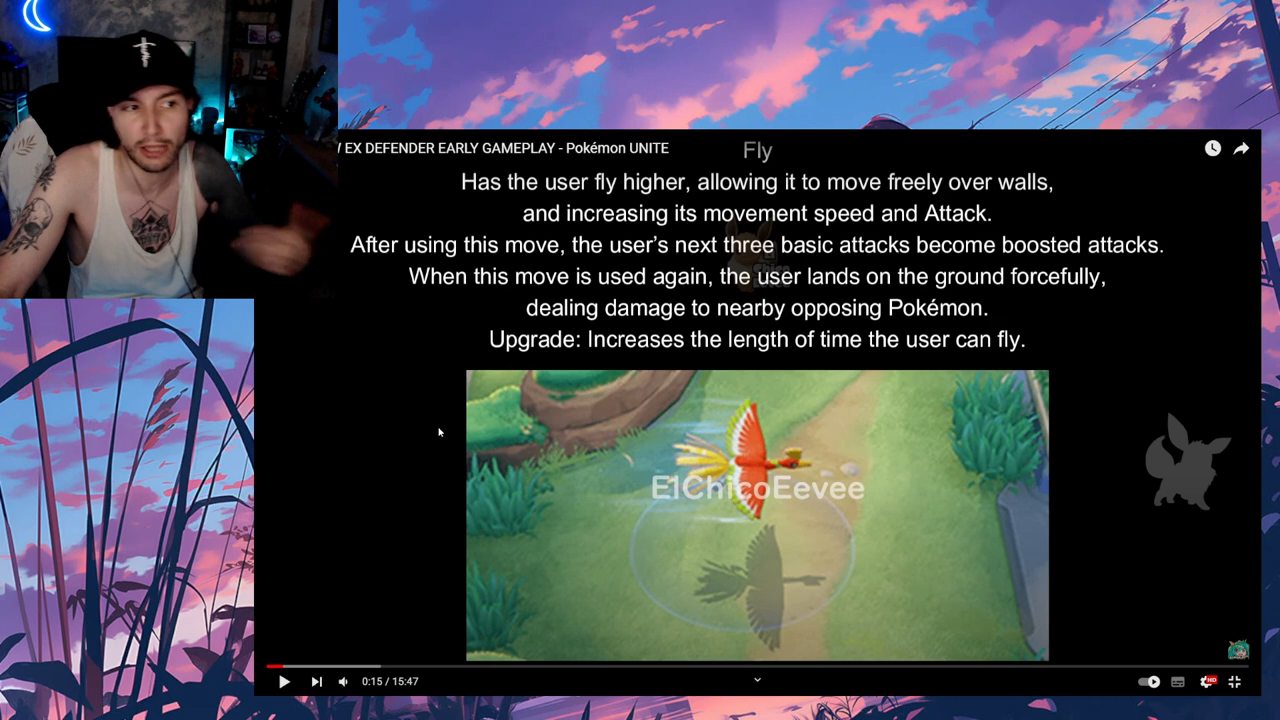 EX DEFENDER EARLY GAMEPLAY - Pokémon UNITE
Fly
Has the user fly higher, allowing it to move freely over walls,
and increasing its movement speed and Attack.
After using this move, the user’s next three basic attacks become boosted attacks.
When this move is used again, the user lands on the ground forcefully,
dealing damage to nearby opposing Pokémon.
Upgrade: Increases the length of time the user can fly.
E1ChicoEevee
0:15 / 15:47
HD